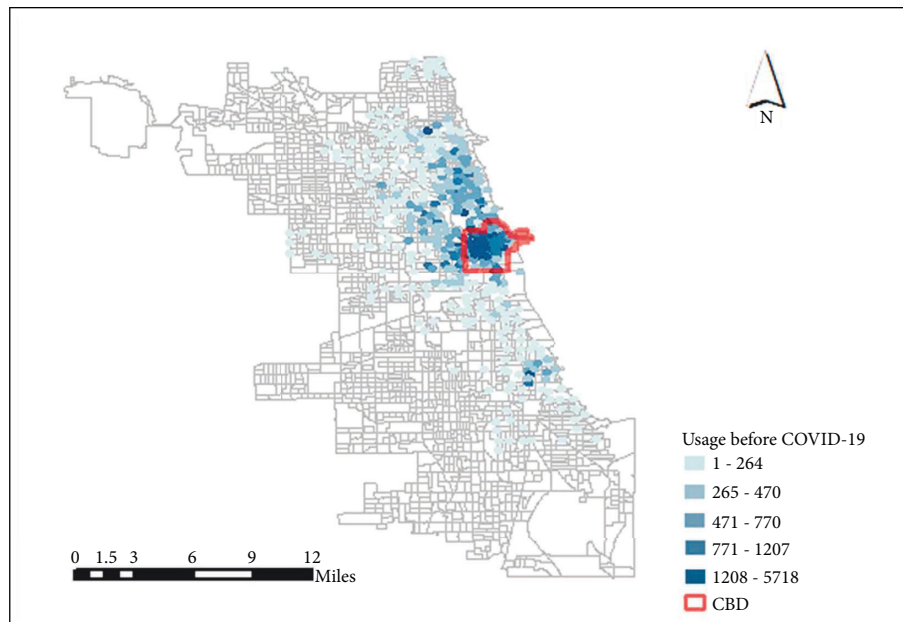 N
Usage before COVID-19
1 - 264
265 - 470
471 - 770
771 - 1207
1208 - 5718
CBD
0 1.5 3 6 9 12
Miles